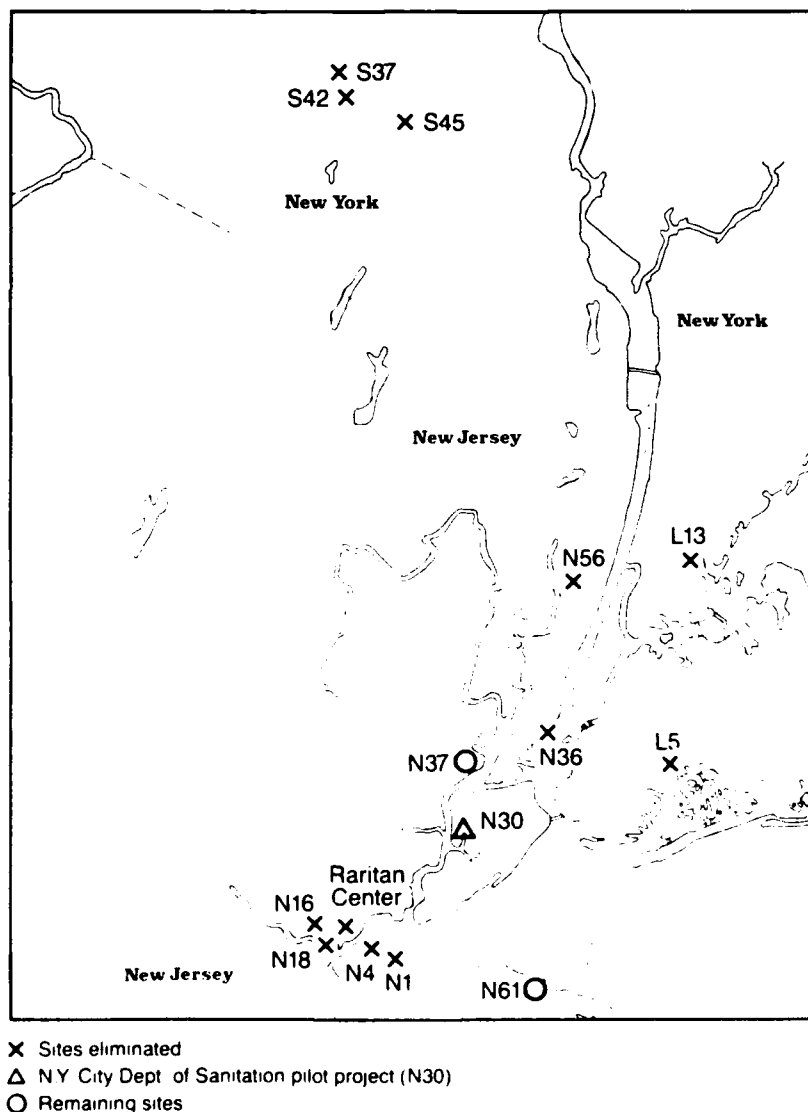 S37
S42
S45
New York
New York
New Jersey
L13
N56
N36
L5
N37
N30
Raritan
Center
N16
N18
N4
N1
New Jersey
N61
Sites eliminated
N Y City Dept of Sanitation pilot project (N30)
Remaining sites